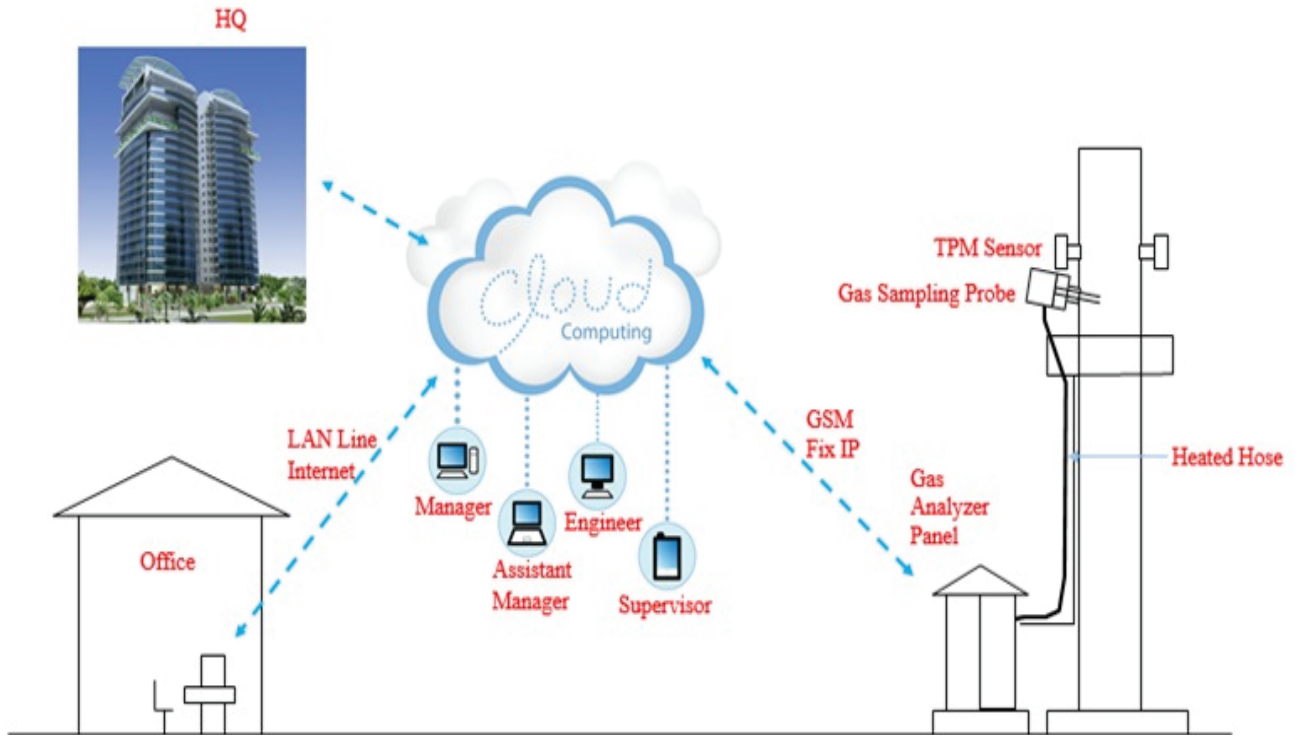 HQ
TPM Sensor
Gas Sampling Probe
Cloud
Computing
LAN Line
Internet
GSM
Fix IP
Heated Hose
Gas
Analyzer
Panel
Manager
Engineer
Office
Assistant
Manager
Supervisor